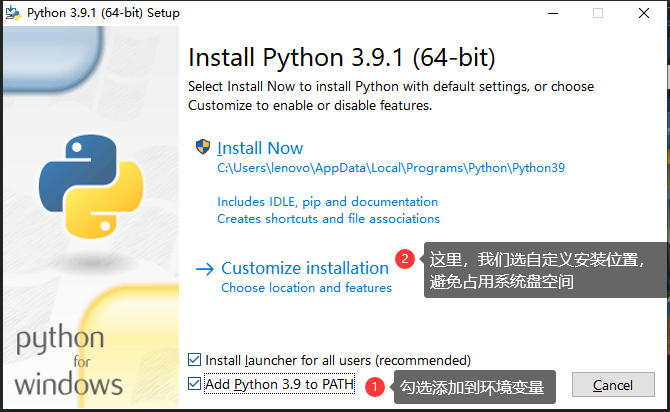 Python 3.9.1 (64-bit) Setup
Install Python 3.9.1 (64-bit)
Select Install Now to install Python with default settings, or choose
Customize to enable or disable features.
Install Now
C:\Users\lenovo\AppData\Local\Programs\Python\Python39
Includes IDLE, pip and documentation
Creates shortcuts and file associations
Customize installation
Choose location and features
2
这里，我们选自定义安装位置，
避免占用系统盘空间
Install launcher for all users (recommended)
Add Python 3.9 to PATH
1
勾选添加到环境变量
Cancel
python
for
windows